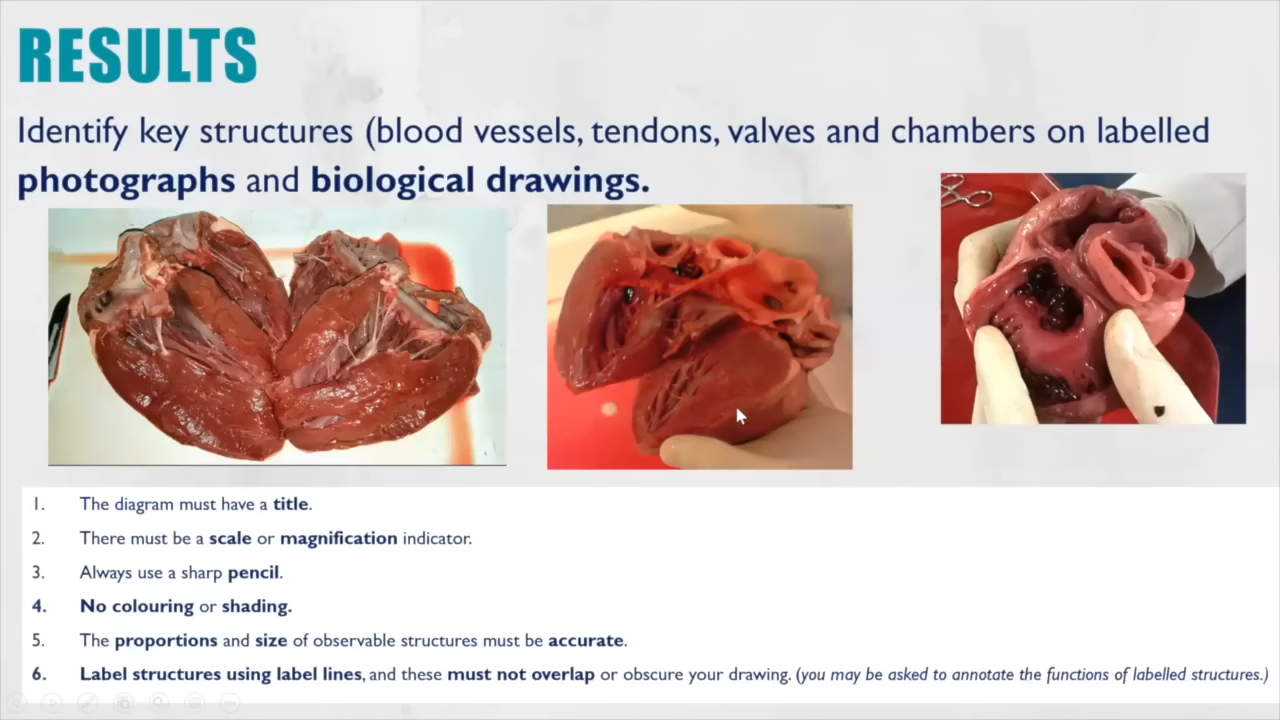 RESULTS
Identify key structures (blood vessels, tendons, valves and chambers on labelled
photographs and biological drawings.
1. The diagram must have a title.
2. There must be a scale or magnification indicator.
3. Always use a sharp pencil.
4. No colouring or shading.
5. The proportions and size of observable structures must be accurate.
6. Label structures using label lines, and these must not overlap or obscure your drawing. (you may be asked to annotate the functions of labelled structures.)